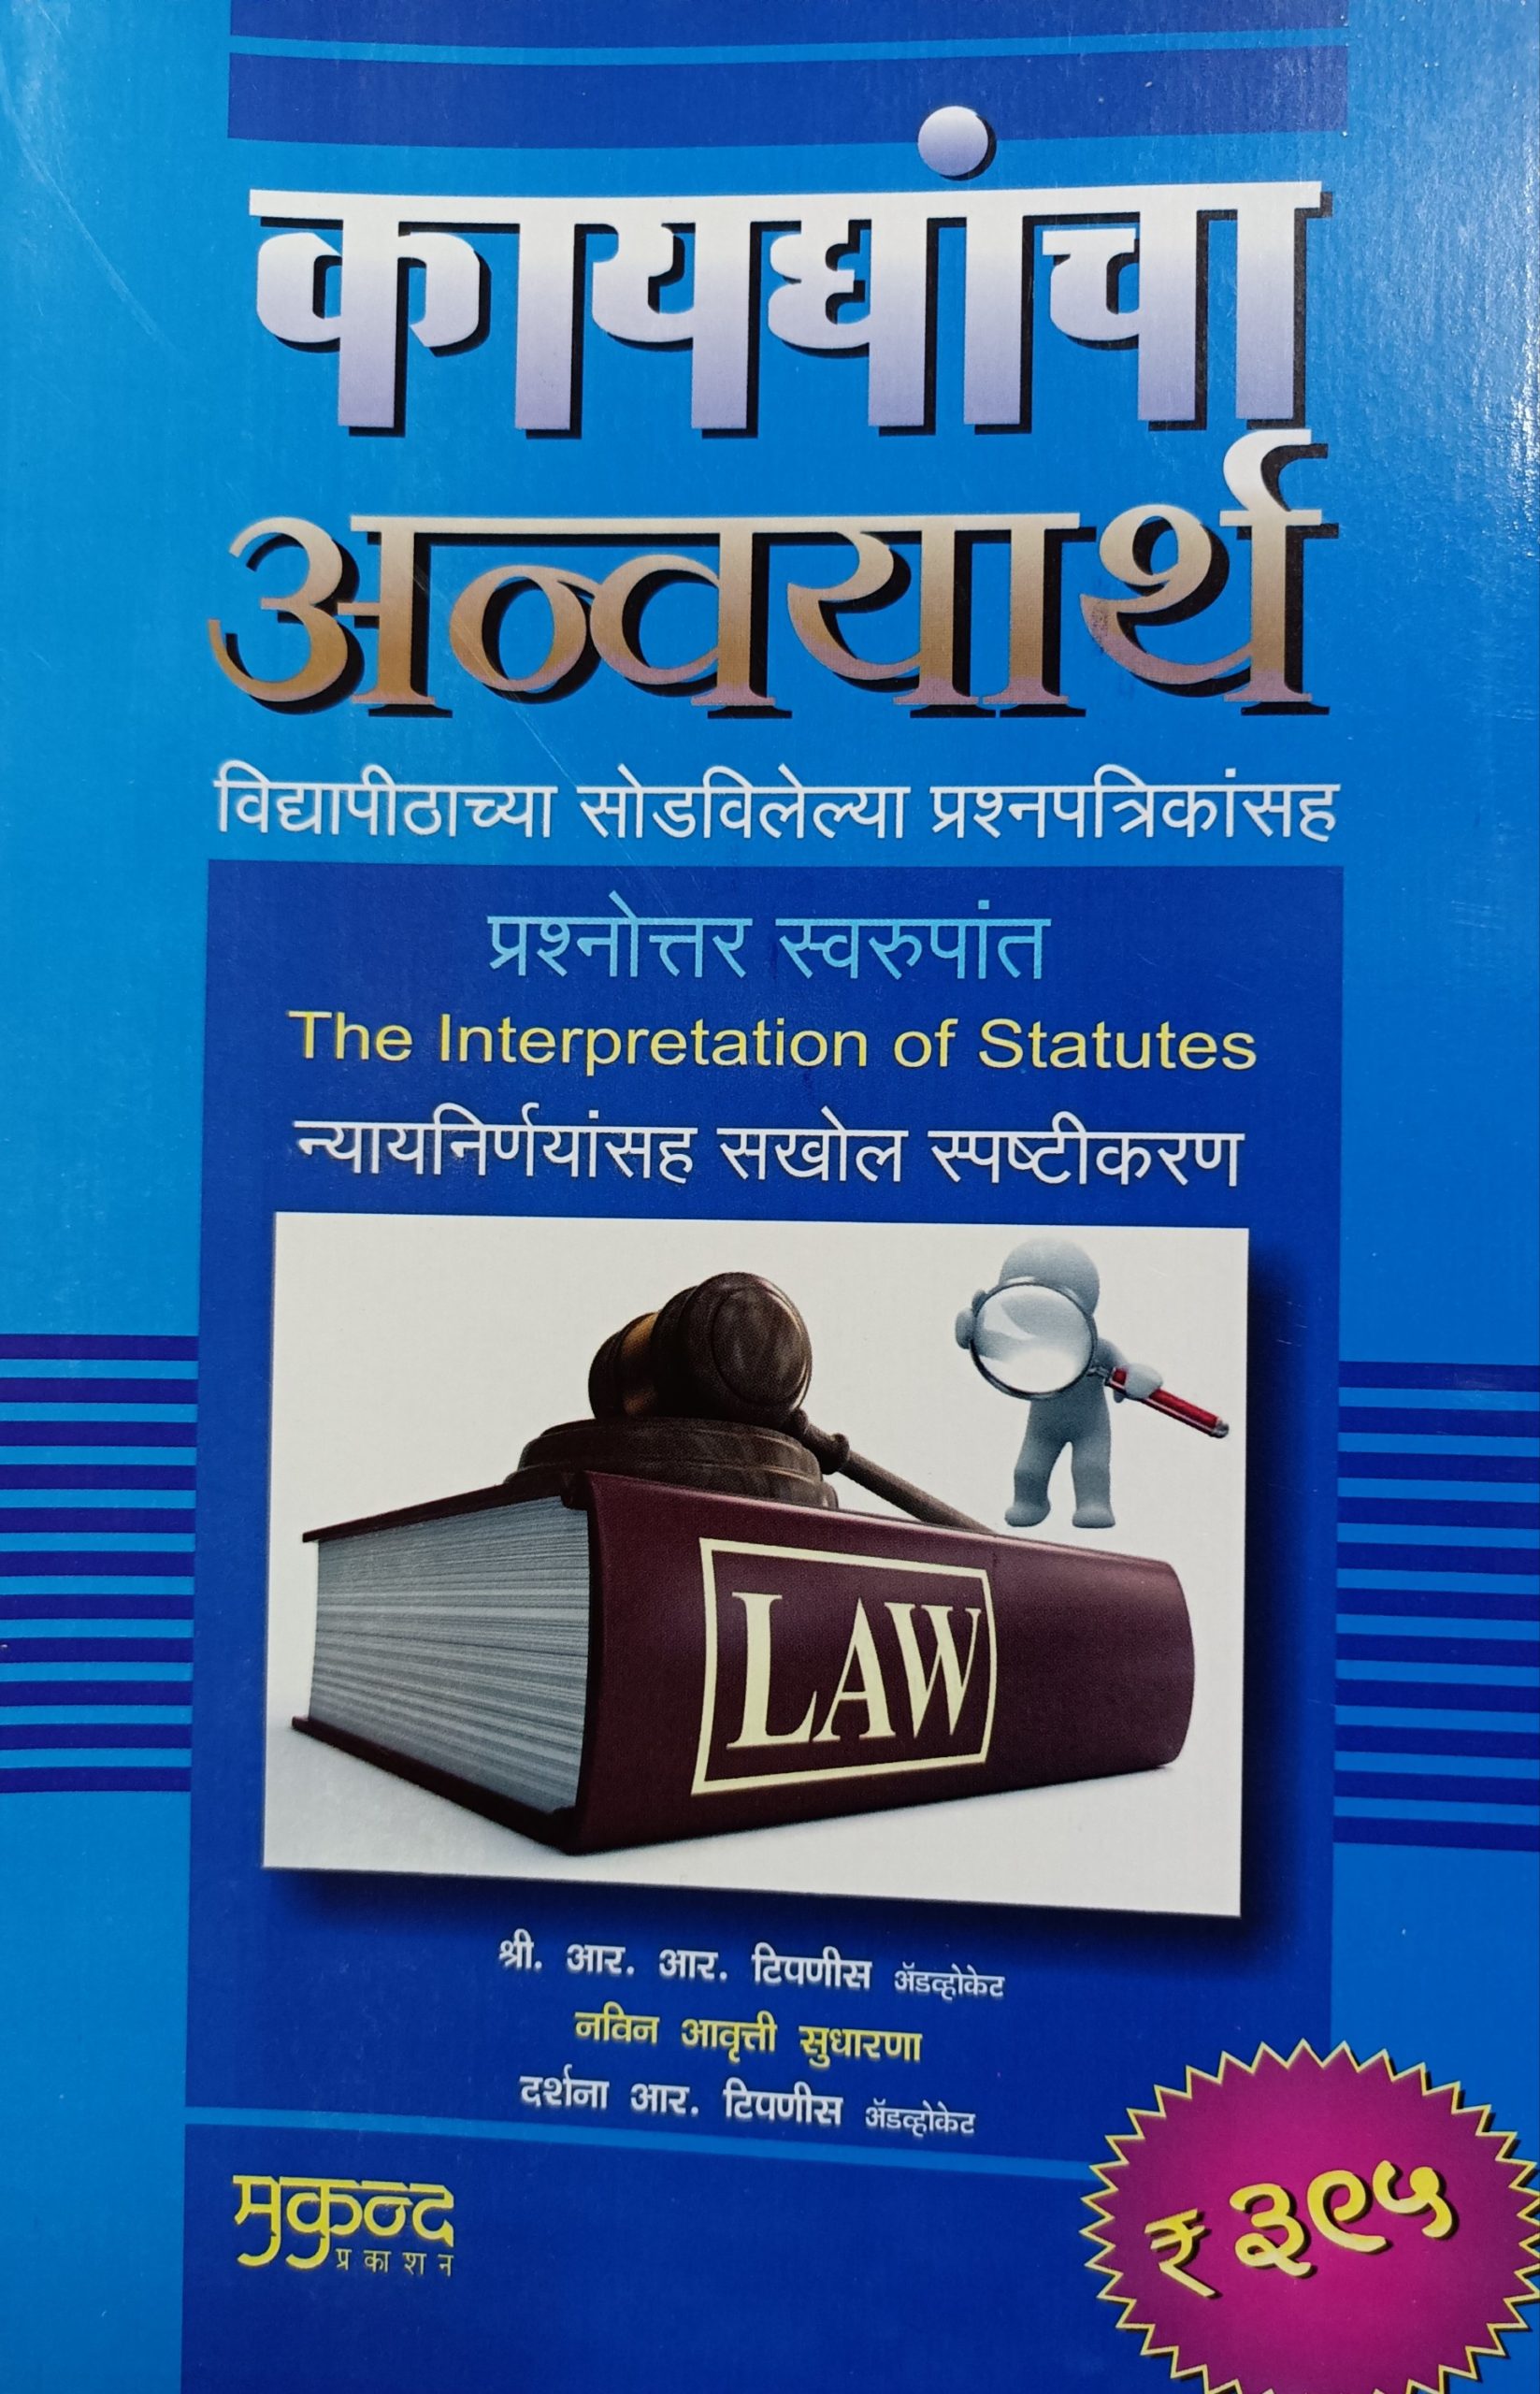 कायद्यांचा
अन्वयार्थ
विद्यापीठाच्या सोडविलेल्या प्रश्नपत्रिकांसह
प्रश्नोत्तर स्वरुपांत
The Interpretation of Statutes
न्यायनिर्णयांसह सखोल स्पष्टीकरण
LAW
श्री. आर. आर. टिपणीस ॲडव्होकेट
नविन आवृत्ती सुधारणा
दर्शना आर. टिपणीस ॲडव्होकेट
मुकुन्द
प्रकाशन
₹ ३९५